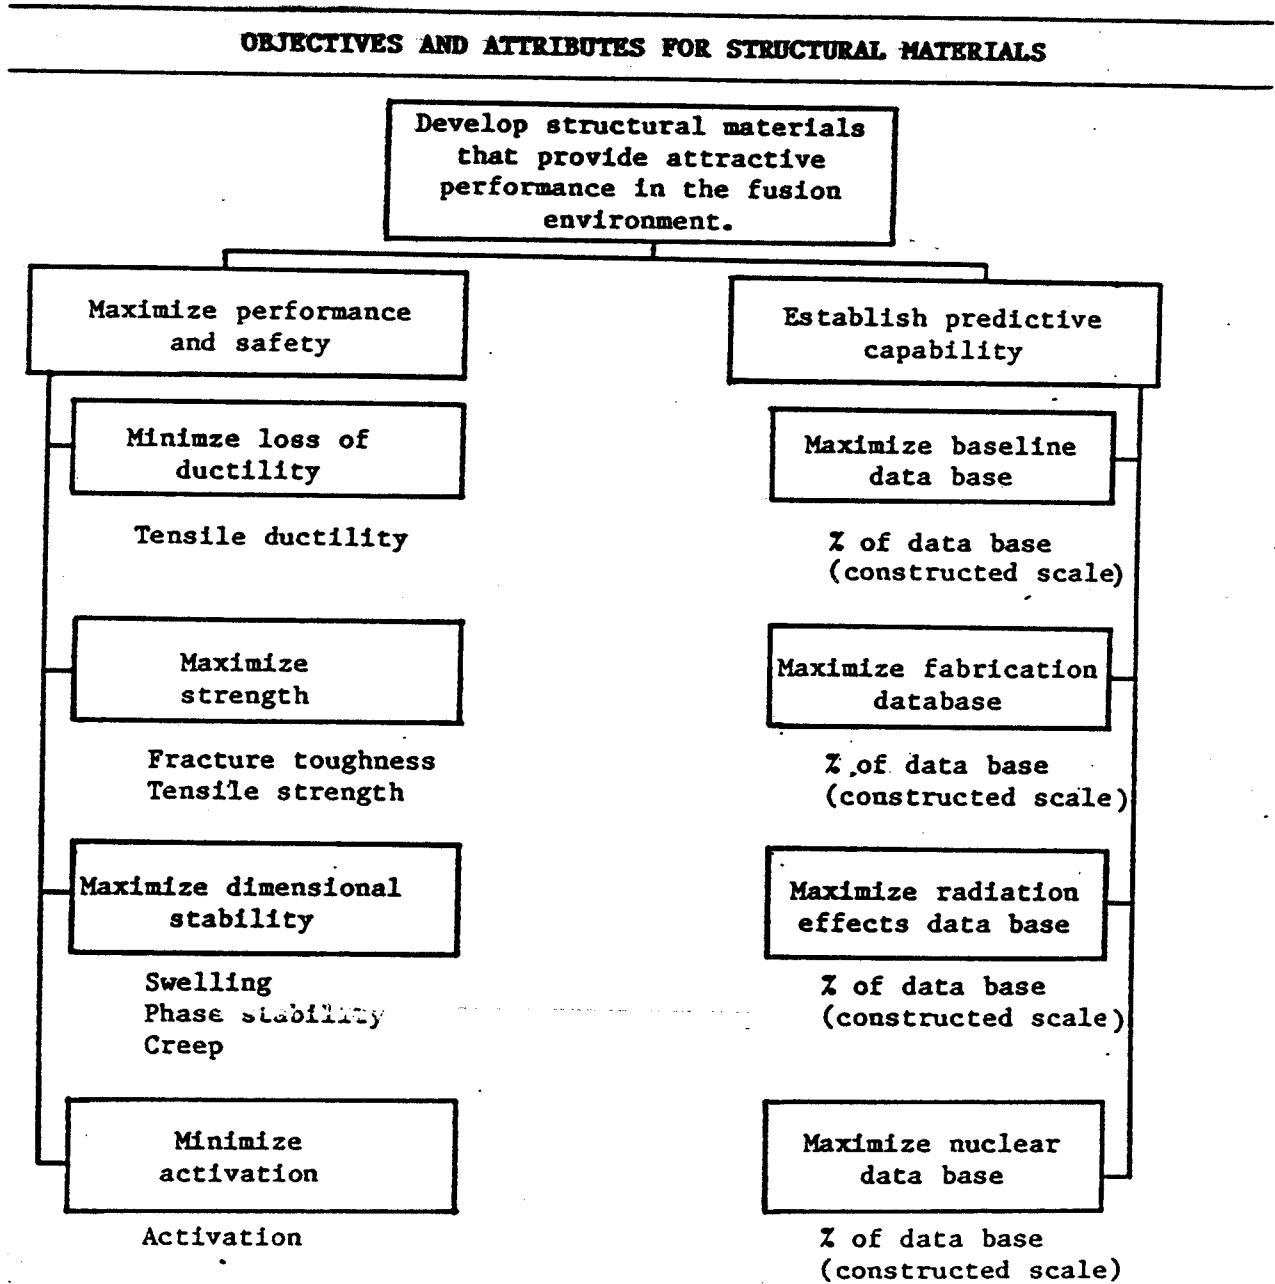 OBJECTIVES AND ATTRIBUTES FOR STRUCTURAL MATERIALS
Develop structural materials
that provide attractive
performance in the fusion
environment.
Maximize performance
and safety
Minimze loss of
ductility
Tensile ductility
Maximize
strength
Fracture toughness
Tensile strength
Maximize dimensional
stability
Swelling
Phase stability
Creep
Minimize
activation
Activation
Establish predictive
capability
Maximize baseline
data base
% of data base
(constructed scale)
Maximize fabrication
database
% of data base
(constructed scale)
Maximize radiation
effects data base
% of data base
(constructed scale)
Maximize nuclear
data base
% of data base
(constructed scale)